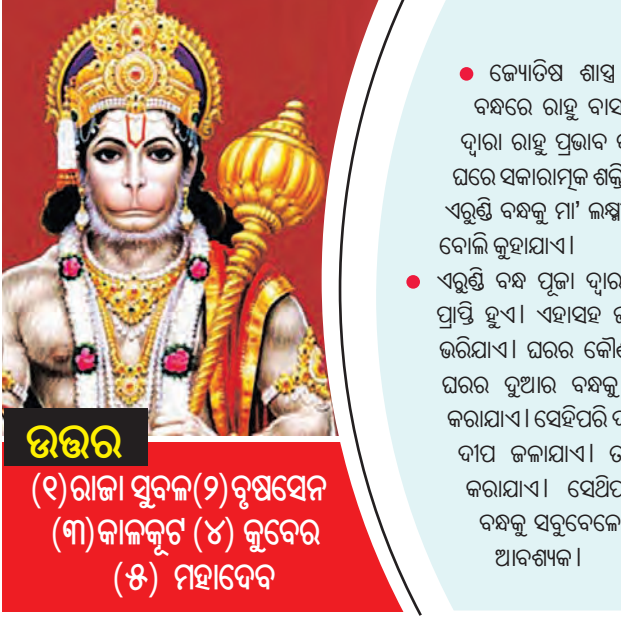 ଉତ୍ତର
(୧)ରାଜା ସୁବଳ(୨)ବୃଷସେନ
(୩)କାଳକୂଟ (୪) କୁବେର
(୫) ମହାଦେବ
● ଜ୍ୟୋତିଷ ଶାସ୍ତ୍ର
ବନ୍ଧରେ ରାହୁ
ଦ୍ୱାରା ରାହୁ ପ୍ରଭାବ
ଘରେ ସକାରାତ୍ମକ
ଏରୁଣ୍ଡି ବନ୍ଧକୁ ମା'
ବୋଲି କୁହାଯାଏ।
● ଏରୁଣ୍ଡି ବନ୍ଧ ପୂଜା
ପ୍ରାପ୍ତି ହୁଏ। ଏହାସହ
ଭରିଯାଏ। ଘରର
ଘରର ଦୁଆର ବନ୍ଧକୁ
କରାଯାଏ। ସେହିପରି
ଦୀପ ଜଳାଯାଏ।
କରାଯାଏ।
ବନ୍ଧକୁ ସବୁବେଳେ
ଆବଶ୍ୟକ।